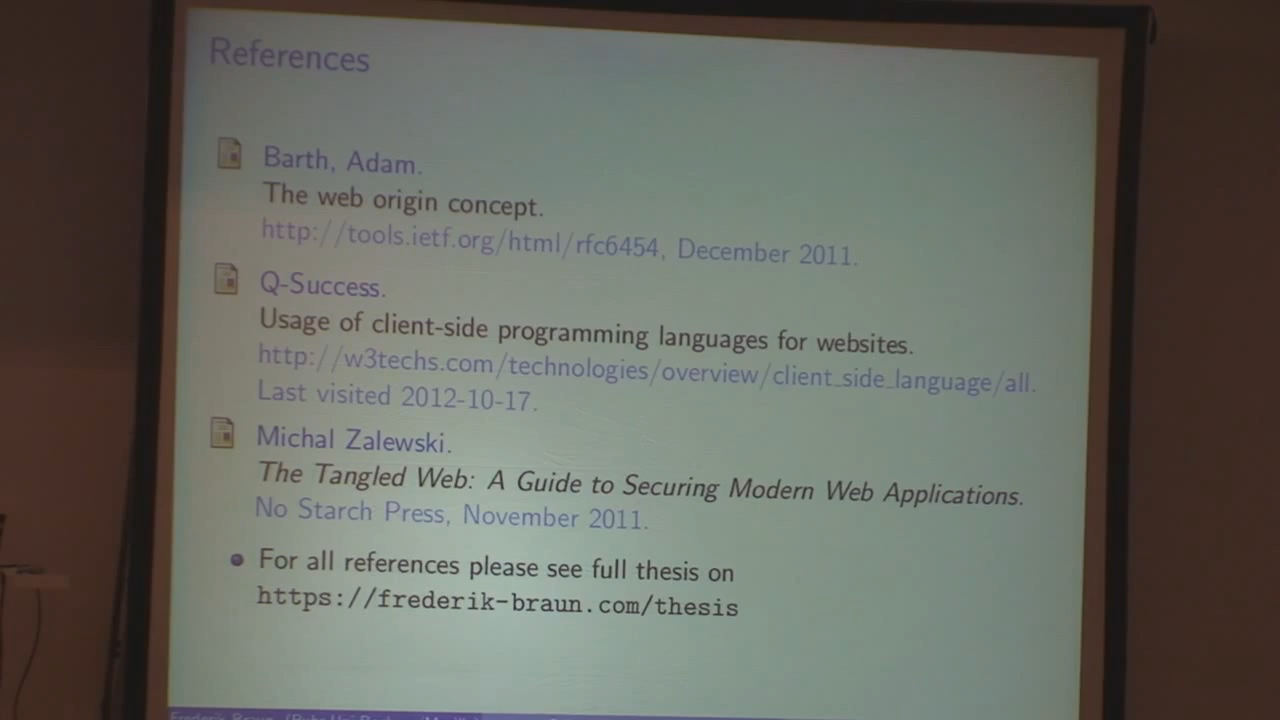 References
Barth, Adam.
The web origin concept.
http://tools.ietf.org/html/rfc6454, December 2011.
Q-Success.
Usage of client-side programming languages for websites.
http://w3techs.com/technologies/overview/client_side_language/all.
Last visited 2012-10-17.
Michal Zalewski.
The Tangled Web: A Guide to Securing Modern Web Applications.
No Starch Press, November 2011.
For all references please see full thesis on
https://frederik-braun.com/thesis